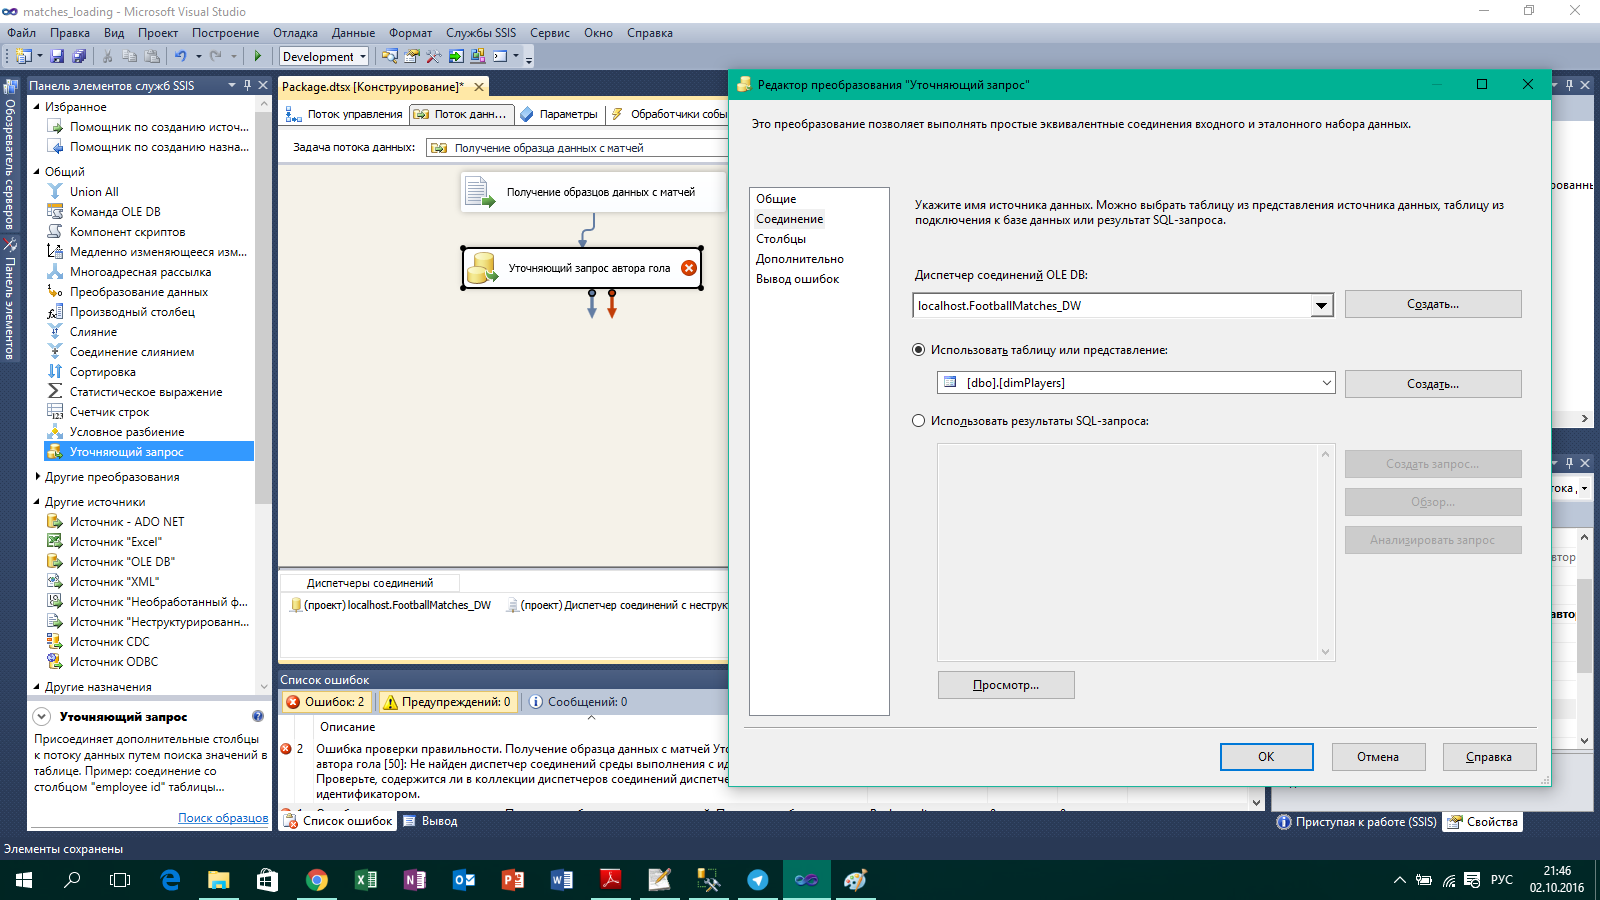 matches_loading - Microsoft Visual Studio
Файл Правка Вид Проект Построение Отладка Данные Формат Службы SSIS Сервис Окно Справка
Development
Обозреватель серверов
Панель элементов
Панель элементов служб SSIS
Избранное
Помощник по созданию источ...
Помощник по созданию назна...
Общий
Union All
Команда OLE DB
Компонент скриптов
Медленно изменяющееся изм...
Многоадресная рассылка
Преобразование данных
Производный столбец
Слияние
Соединение слиянием
Сортировка
Статистическое выражение
Счетчик строк
Условное разбиение
Уточняющий запрос
Другие преобразования
Другие источники
Источник - ADO NET
Источник "Excel"
Источник "OLE DB"
Источник "XML"
Источник "Необработанный ф...
Источник "Неструктурированн...
Источник CDC
Источник ODBC
Другие назначения
Уточняющий запрос
Присоединяет дополнительные столбцы
к потоку данных путем поиска значений в
таблице. Пример: соединение со
столбцом "employee id" таблицы...
Поиск образцов
Package.dtsx [Конструирование]*
Поток управления Поток данн... Параметры Обработчики собы
Задача потока данных: Получение образца данных с матчей
Получение образцов данных с матчей
Уточняющий запрос автора гола
Диспетчеры соединений
(проект) localhost.FootballMatches_DW (проект) Диспетчер соединений с неструк
Список ошибок
Ошибок: 2 Предупреждений: 0 Сообщений: 0
Описание
2 Ошибка проверки правильности. Получение образца данных с матчей Уто
автора гола [50]: Не найден диспетчер соединений среды выполнения с ид
Проверьте, содержится ли в коллекции диспетчеров соединений диспетче
идентификатором.
Список ошибок Вывод
Редактор преобразования "Уточняющий запрос"
Это преобразование позволяет выполнять простые эквивалентные соединения входного и эталонного набора данных.
Общие
Соединение
Столбцы
Дополнительно
Вывод ошибок
Укажите имя источника данных. Можно выбрать таблицу из представления источника данных, таблицу из
подключения к базе данных или результат SQL-запроса.
Диспетчер соединений OLE DB:
localhost.FootballMatches_DW Создать...
Использовать таблицу или представление:
[dbo].[dimPlayers] Создать...
Использовать результаты SQL-запроса:
Создать запрос...
Обзор...
Анализировать запрос
Просмотр...
OK Отмена Справка
рованнь
тока
втор
авто
Приступая к работе (SSIS) Свойства
Элементы сохранены
РУС
21:46
02.10.2016